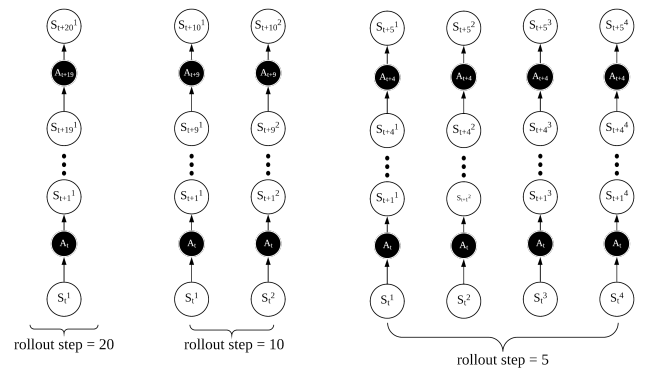 St+20¹ St+10¹ St+10² St+5¹ St+5² St+5³ St+5⁴
At+19 At+9 At+9 At+4 At+4 At+4 At+4
St+19¹ St+9¹ St+9² St+4¹ St+4² St+4³ St+4⁴
St+1¹ St+1¹ St+1² St+1¹ St+1² St+1³ St+1⁴
At At At At At At At
St¹ St¹ St² St¹ St² St³ St⁴
rollout step = 20 rollout step = 10 rollout step = 5